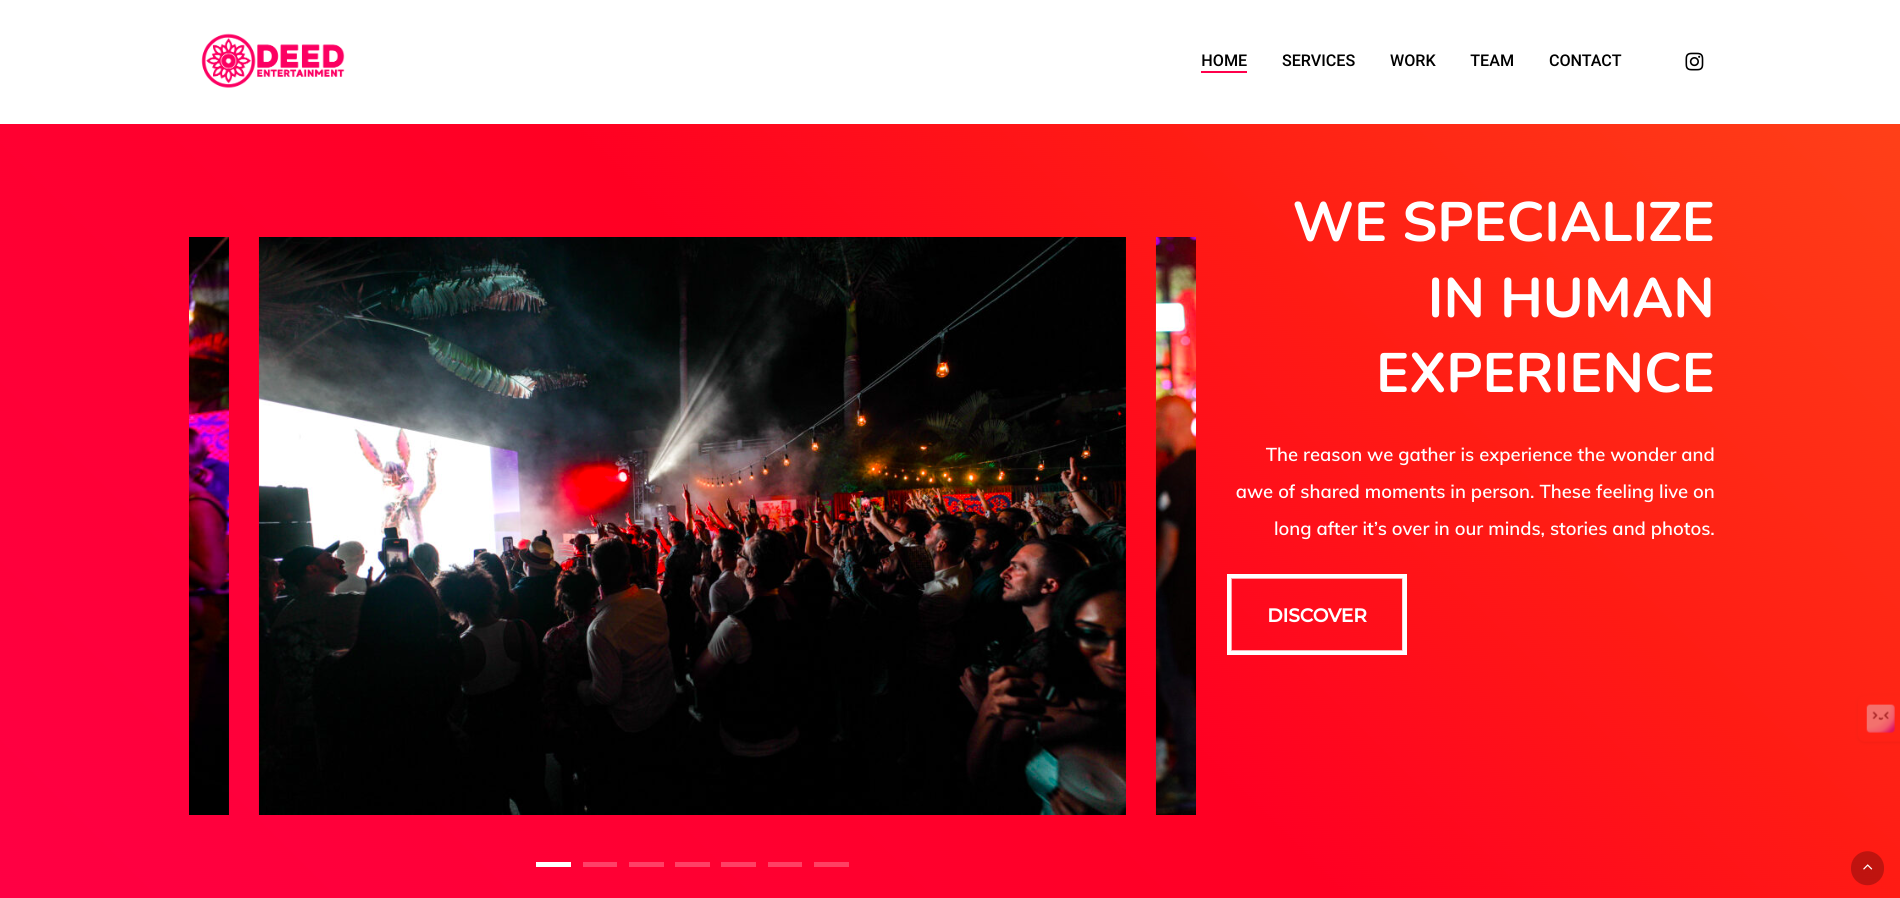 DEED
ENTERTAINMENT
HOME SERVICES WORK TEAM CONTACT
WE SPECIALIZE
IN HUMAN
EXPERIENCE
The reason we gather is experience the wonder and
awe of shared moments in person. These feeling live on
long after it’s over in our minds, stories and photos.
DISCOVER